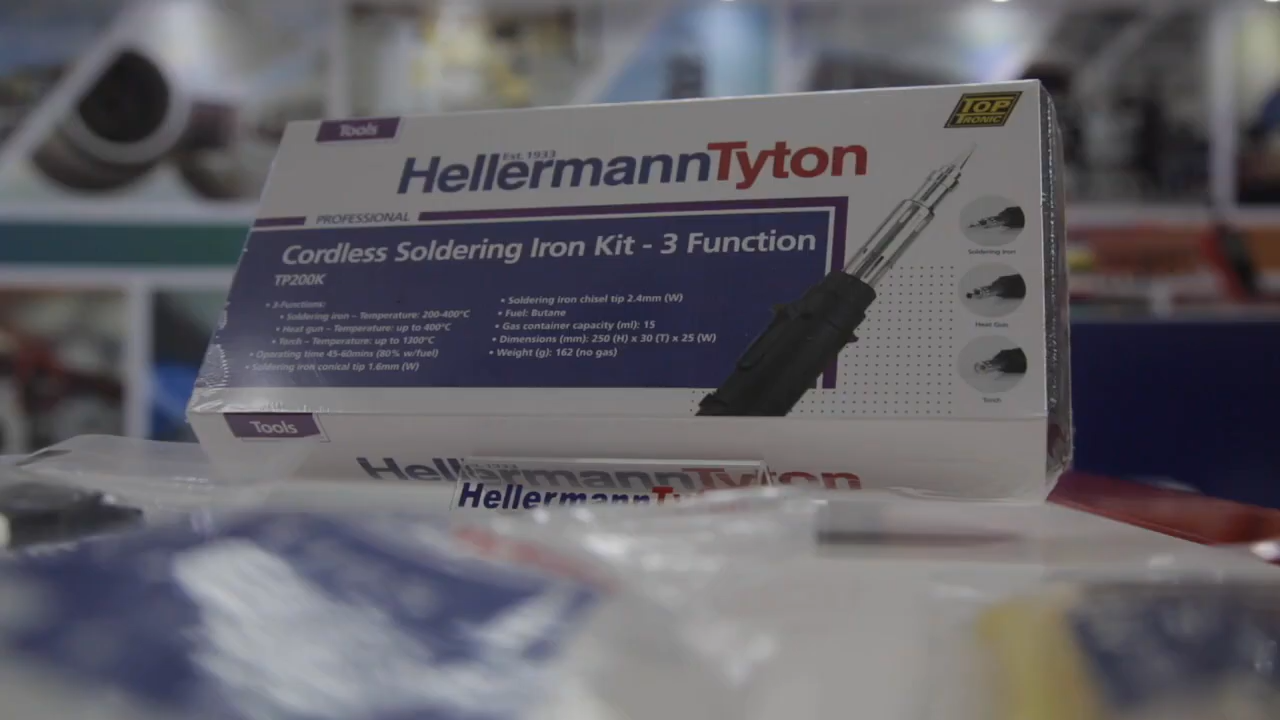 Tools
TOP
TRONIC
Est. 1933
HellermannTyton
PROFESSIONAL
Cordless Soldering Iron Kit - 3 Function
TP200K
• 3-Functions:
• Soldering iron – Temperature: 200-400°C
• Heat gun – Temperature: up to 400°C
• Torch – Temperature: up to 1300°C
• Operating time 45-60mins (80% w/fuel)
• Soldering iron conical tip 1.6mm (W)
• Soldering iron chisel tip 2.4mm (W)
• Fuel: Butane
• Gas container capacity (ml): 15
• Dimensions (mm): 250 (H) x 30 (T) x 25 (W)
• Weight (g): 162 (no gas)
Soldering Iron
Heat Gun
Torch
Tools
HellermannTyton
HellermannTy